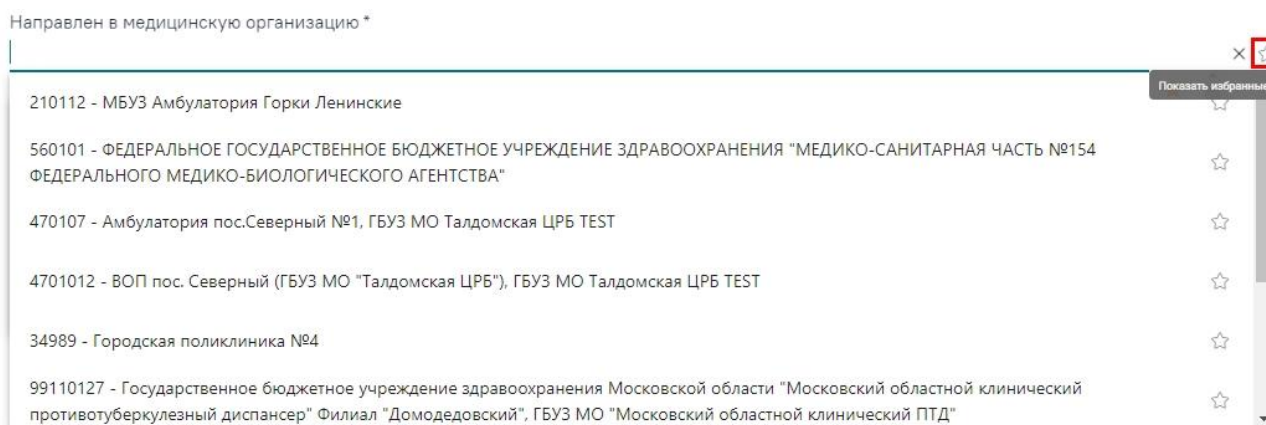 Направлен в медицинскую организацию *
Показать избранные
210112 - МБУЗ Амбулатория Горки Ленинские
560101 - ФЕДЕРАЛЬНОЕ ГОСУДАРСТВЕННОЕ БЮДЖЕТНОЕ УЧРЕЖДЕНИЕ ЗДРАВООХРАНЕНИЯ "МЕДИКО-САНИТАРНАЯ ЧАСТЬ №154
ФЕДЕРАЛЬНОГО МЕДИКО-БИОЛОГИЧЕСКОГО АГЕНТСТВА"
470107 - Амбулатория пос.Северный №1, ГБУЗ МО Талдомская ЦРБ TEST
4701012 - ВОП пос. Северный (ГБУЗ МО "Талдомская ЦРБ"), ГБУЗ МО Талдомская ЦРБ TEST
34989 - Городская поликлиника №4
99110127 - Государственное бюджетное учреждение здравоохранения Московской области "Московский областной клинический
противотуберкулезный диспансер" Филиал "Домодедовский", ГБУЗ МО "Московский областной клинический ПТД"